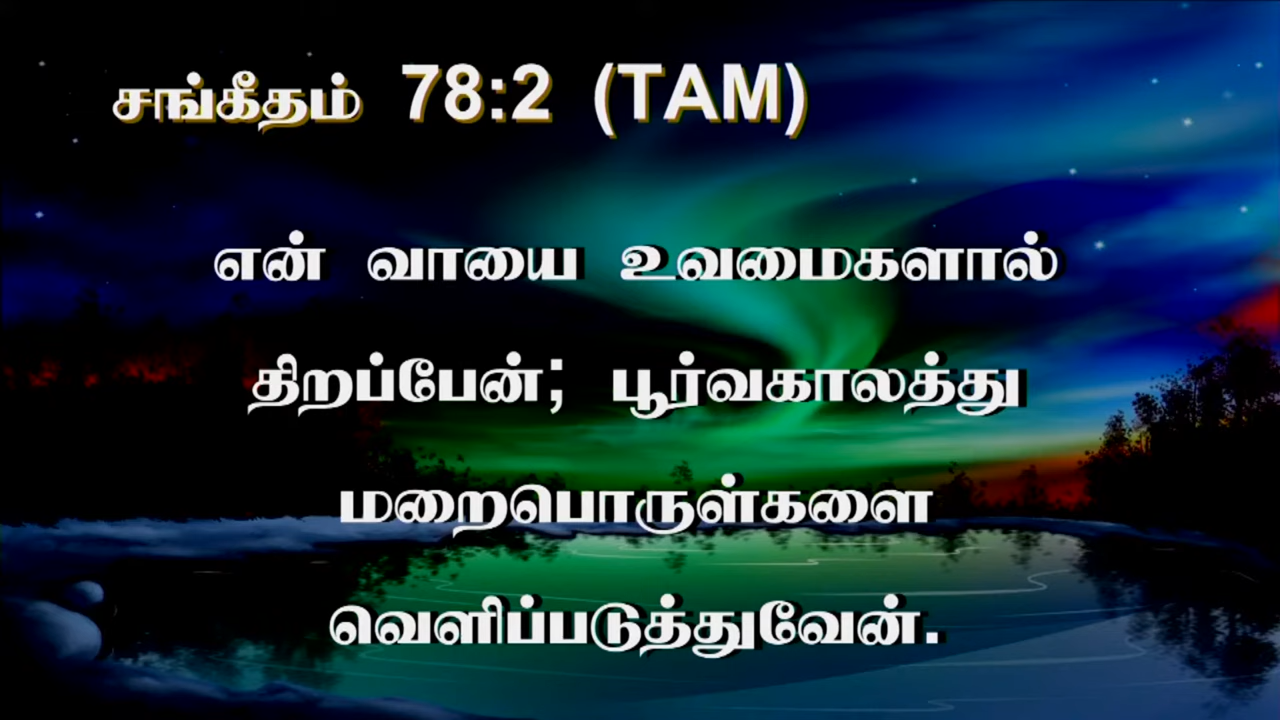 சங்கீதம் 78:2 (TAM)
என் வாயை உவமைகளால்
திறப்பேன்; பூர்வகாலத்து
மறைபொருள்களை
வெளிப்படுத்துவேன்.